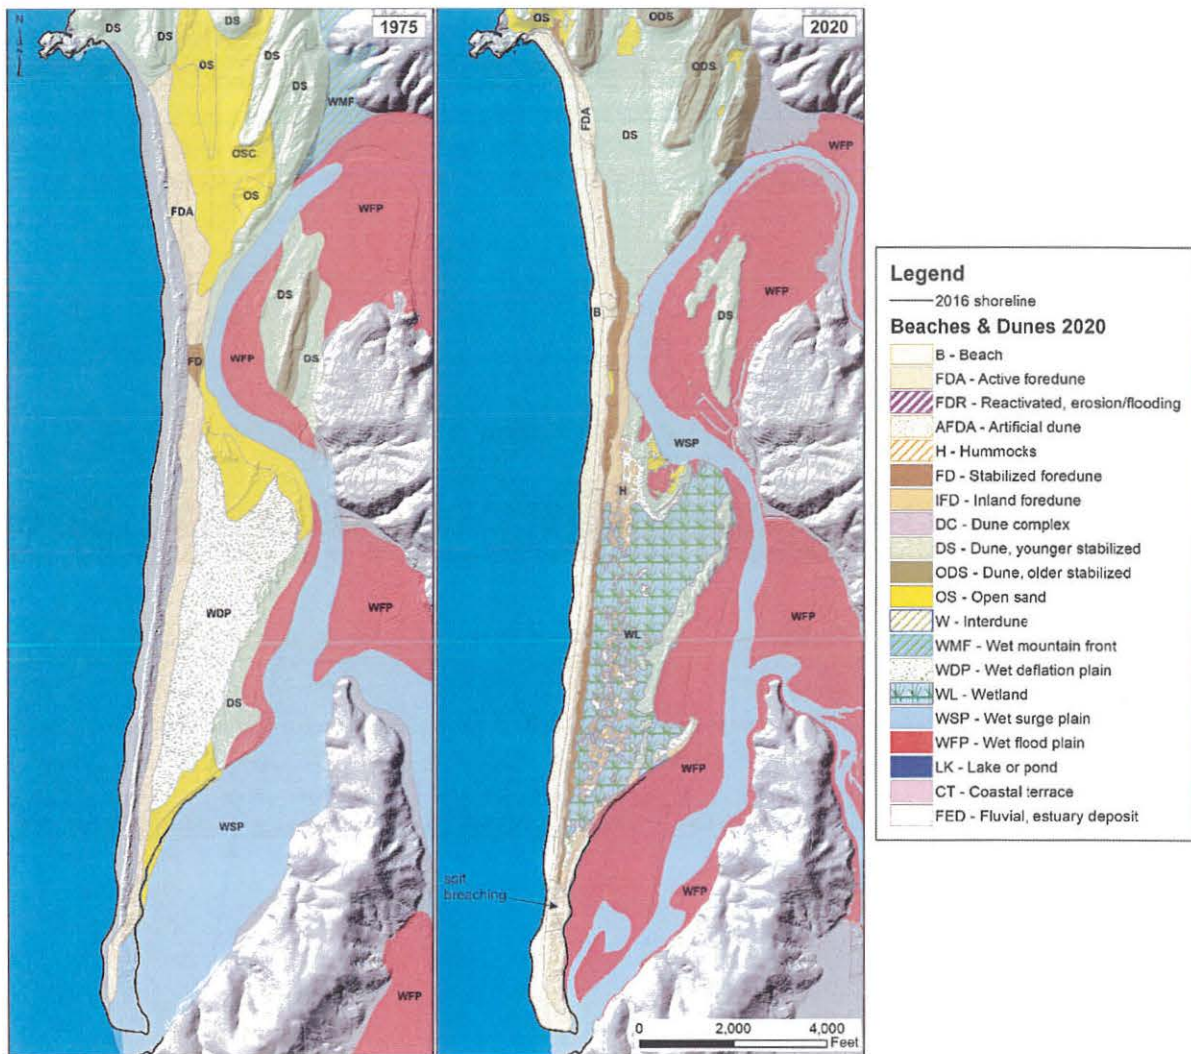 N
1975
DS
DS
DS
OS
DS
DS
WMF
OSC
OS
FDA
WFP
DS
FD
WFP
DS
WDP
WFP
DS
WSP
WFP
2020
OS
ODS
ODS
FDA
DS
WFP
WFP
B
DS
WSP
H
WL
WFP
WFP
spit
breaching
WFP
0 2,000 4,000
Feet
Legend
2016 shoreline
Beaches & Dunes 2020
B - Beach
FDA - Active foredune
FDR - Reactivated, erosion/flooding
AFDA - Artificial dune
H - Hummocks
FD - Stabilized foredune
IFD - Inland foredune
DC - Dune complex
DS - Dune, younger stabilized
ODS - Dune, older stabilized
OS - Open sand
W - Interdune
WMF - Wet mountain front
WDP - Wet deflation plain
WL - Wetland
WSP - Wet surge plain
WFP - Wet flood plain
LK - Lake or pond
CT - Coastal terrace
FED - Fluvial, estuary deposit